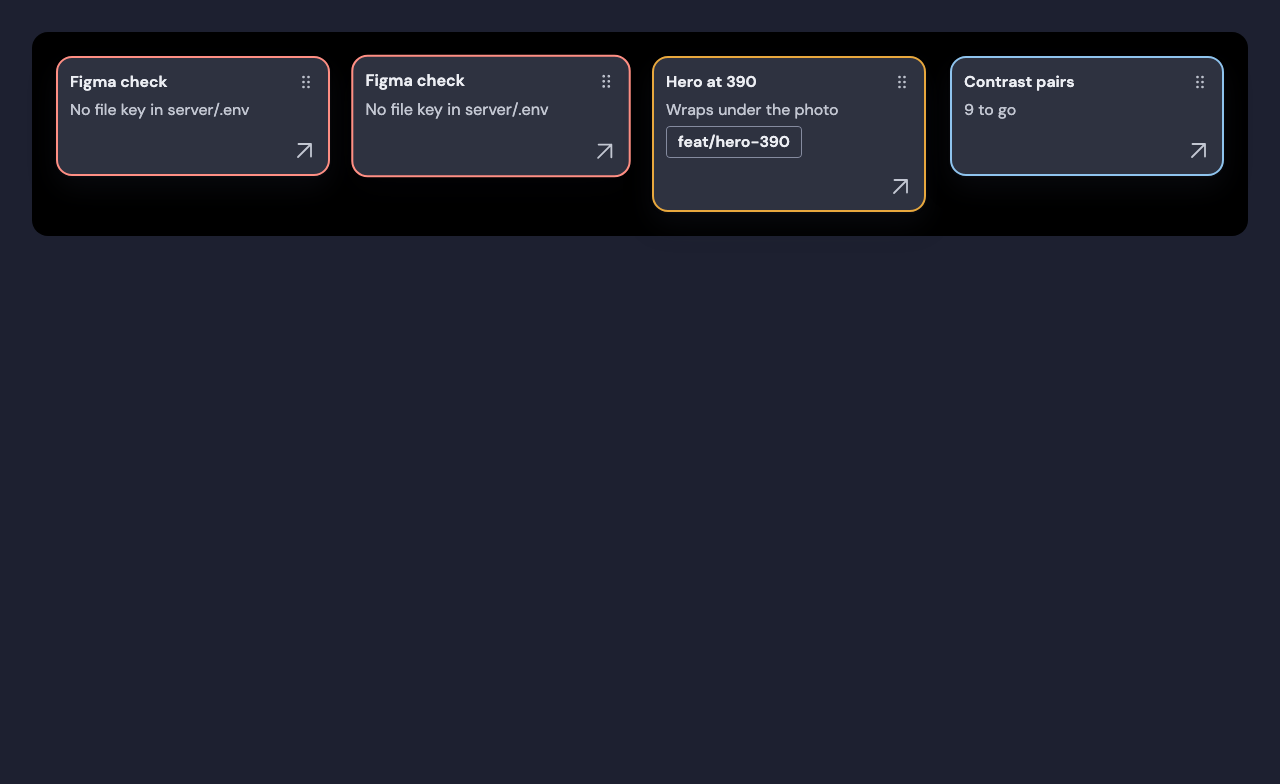 Figma check
No file key in server/.env
Figma check
No file key in server/.env
Hero at 390
Wraps under the photo
feat/hero-390
Contrast pairs
9 to go